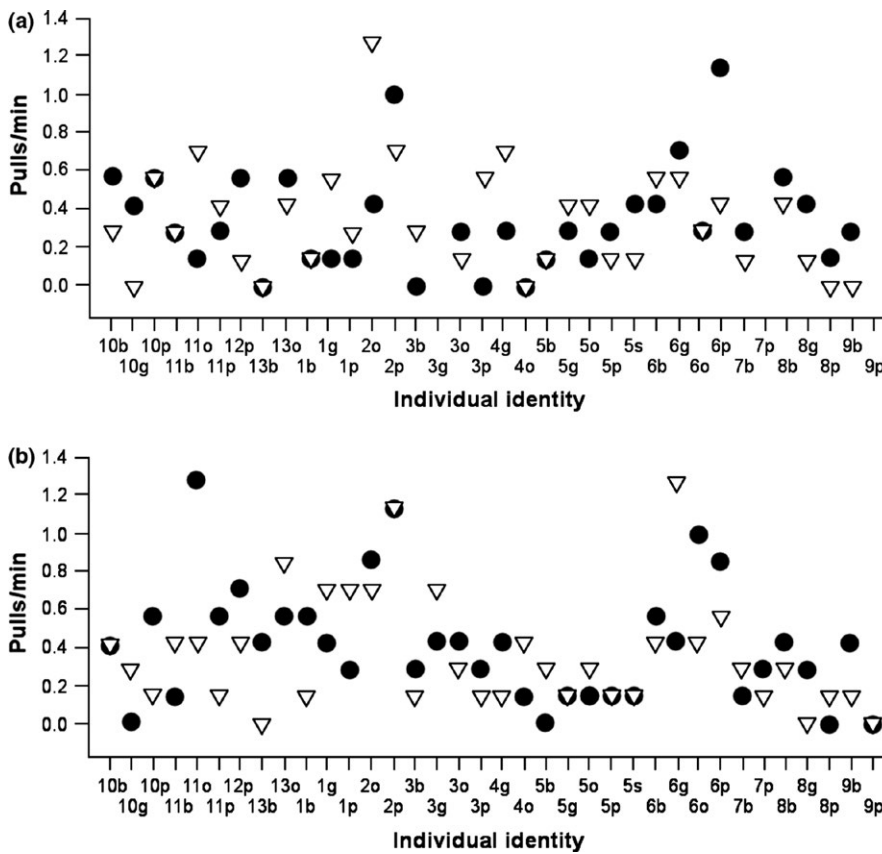 (a)
1.4
1.2
1.0
0.8
0.6
0.4
0.2
0.0
Pulls/min
10b 10p 11o 12p 13o 1g 2o 3b 3o 4g 5b 5o 5s 6g 6p 7p 8g 9b
10g 11b 11p 13b 1b 1p 2p 3g 3p 4o 5g 5p 6b 6o 7b 8b 8p 9p
Individual identity
(b)
1.4
1.2
1.0
0.8
0.6
0.4
0.2
0.0
Pulls/min
10b 10p 11o 12p 13o 1g 2o 3b 3o 4g 5b 5o 5s 6g 6p 7p 8g 9b
10g 11b 11p 13b 1b 1p 2p 3g 3p 4o 5g 5p 6b 6o 7b 8b 8p 9p
Individual identity